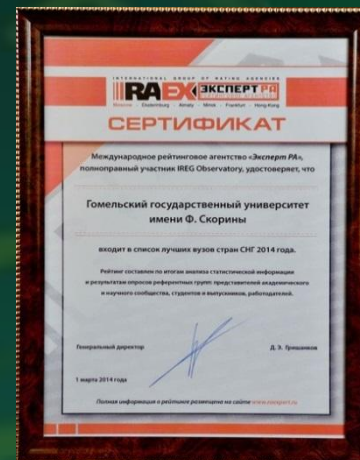 INTERNATIONAL GROUP OF RATING AGENCIES
RAEX ЭКСПЕРТ РА
Moscow - Ekaterinburg - Almaty - Minsk - Frankfurt - Hong Kong
СЕРТИФИКАТ
Международное рейтинговое агентство «Эксперт РА»,
полноправный участник IREG Observatory, удостоверяет, что
Гомельский государственный университет
имени Ф. Скорины
входит в список лучших вузов стран СНГ 2014 года.
Рейтинг составлен по итогам анализа статистической информации
и результатам опросов референтных групп: представителей академического
и научного сообщества, студентов и выпускников, работодателей.
Генеральный директор Д. Э. Гришанков
1 марта 2014 года
Полная информация о рейтинге размещена на сайте www.raexpert.ru